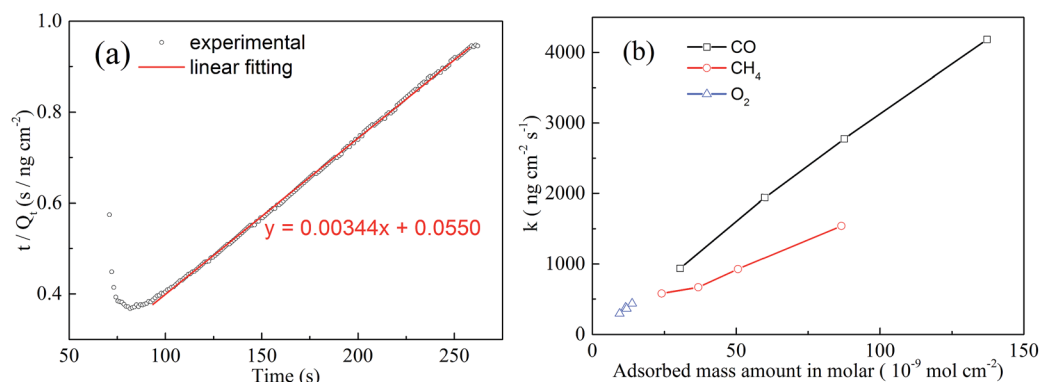 (a)
experimental
linear fitting
y = 0.00344x + 0.0550
t / Qt (s / ng cm-2)
1.0
0.8
0.6
0.4
50 100 150 200 250
Time (s)
(b)
CO
CH4
O2
k ( ng cm-2 s-1)
4000
3000
2000
1000
0
0 50 100 150
Adsorbed mass amount in molar ( 10-9 mol cm-2)